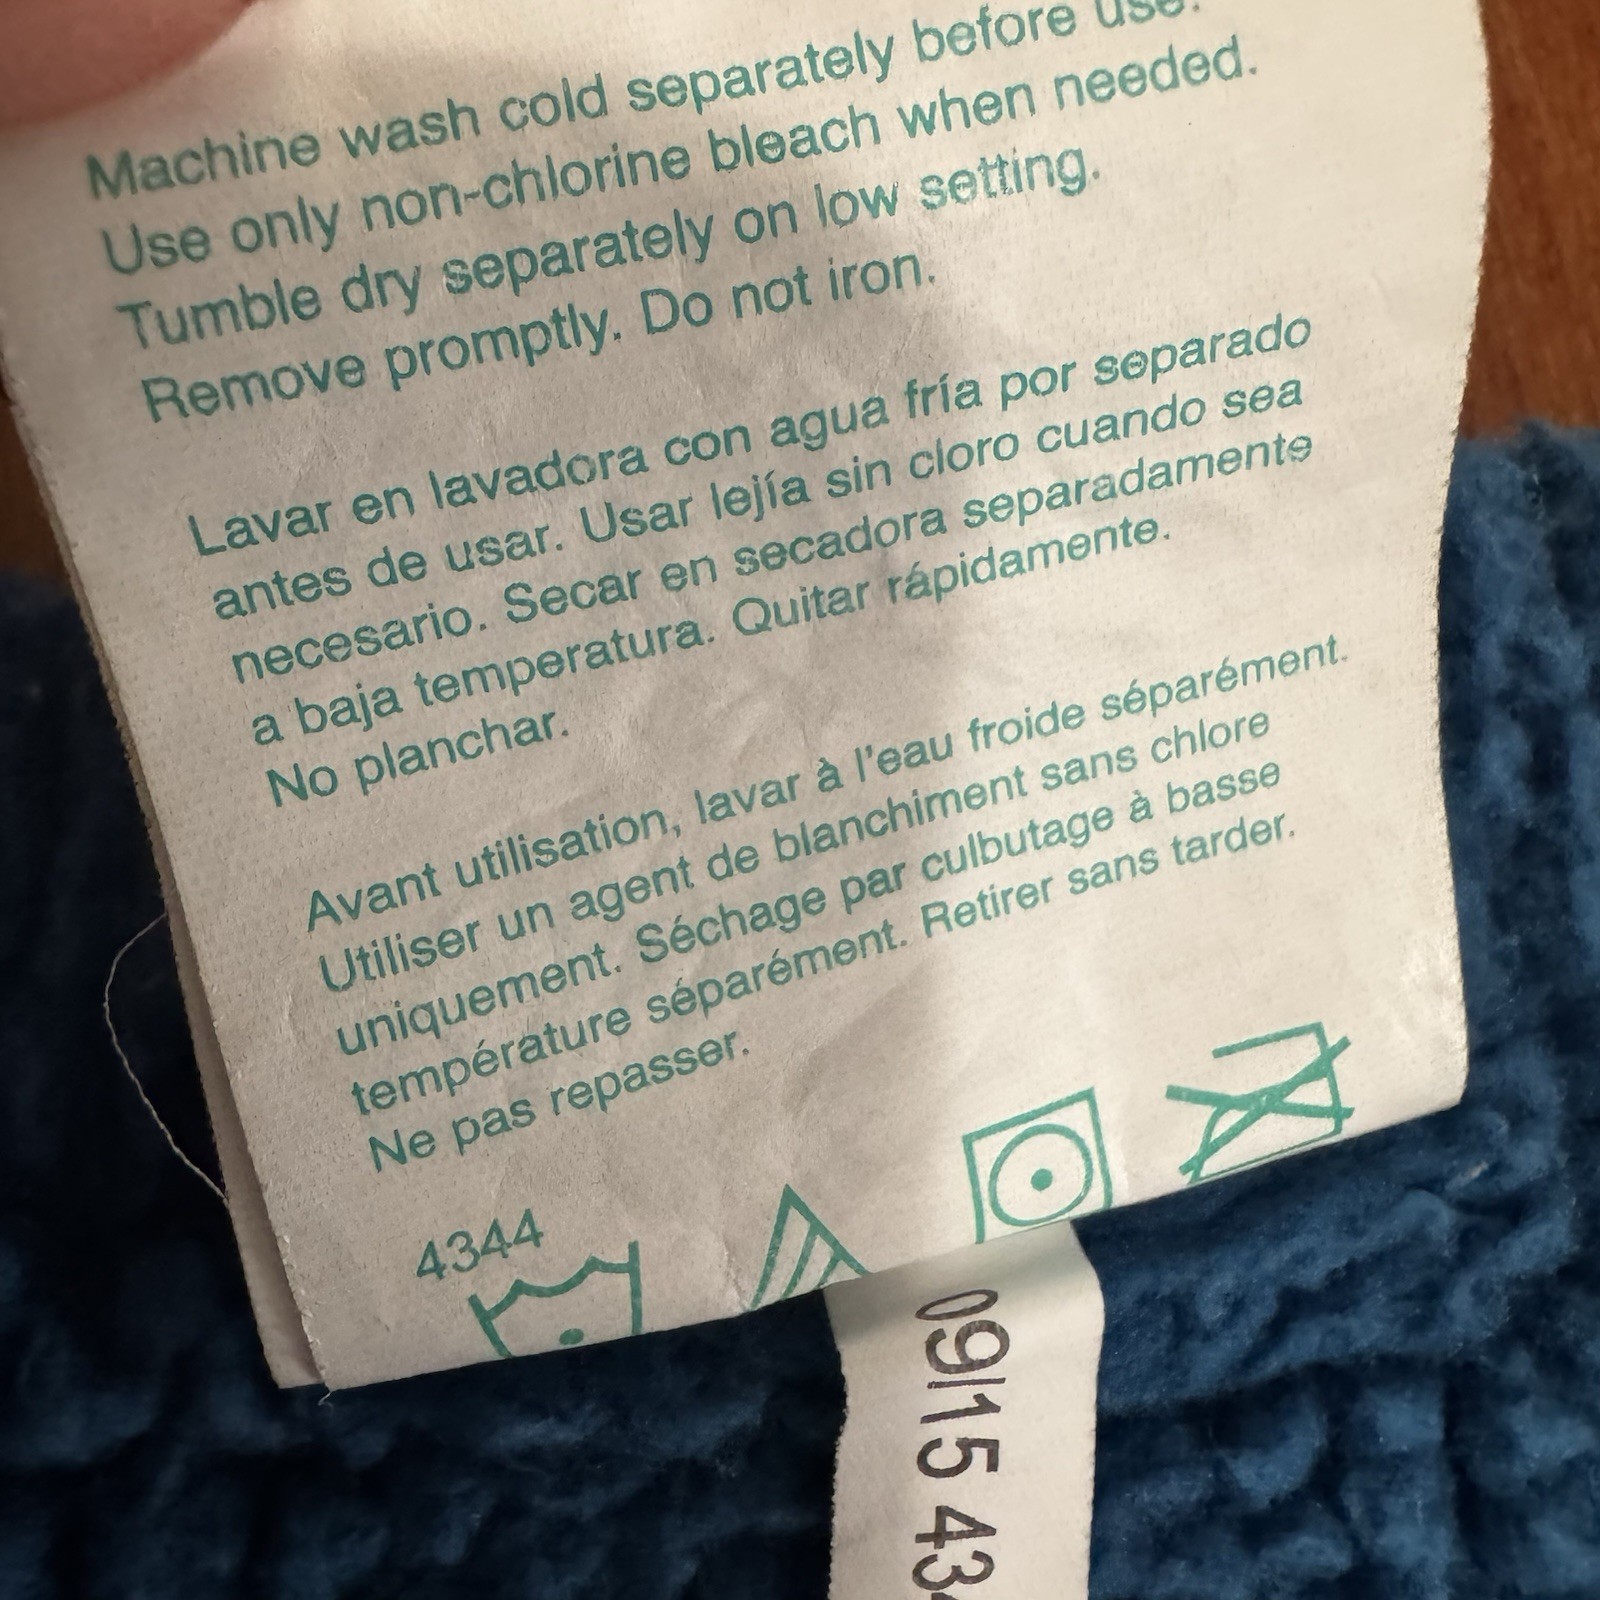 Machine wash cold separately before use.
Use only non-chlorine bleach when needed.
Tumble dry separately on low setting.
Remove promptly. Do not iron.
Lavar en lavadora con agua fría por separado
antes de usar. Usar lejía sin cloro cuando sea
necesario. Secar en secadora separadamente
a baja temperatura. Quitar rápidamente.
No planchar.
Avant utilisation, lavar à l'eau froide séparément.
Utiliser un agent de blanchiment sans chlore
uniquement. Séchage par culbutage à basse
température séparément. Retirer sans tarder.
Ne pas repasser.
4344
09/15 43